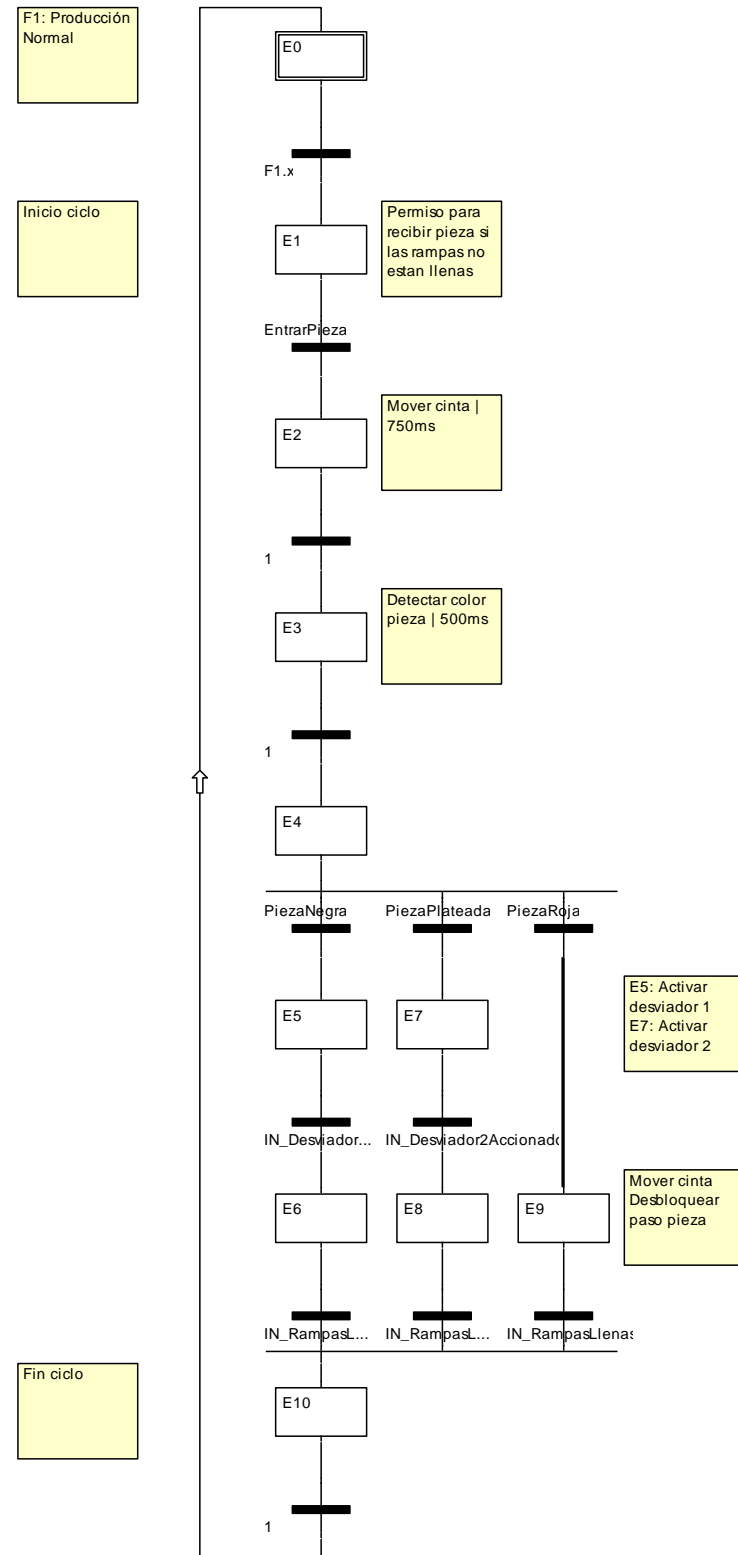 F1: Producción
Normal
E0
F1.x
Inicio ciclo
E1
Permiso para
recibir pieza si
las rampas no
estan llenas
EntrarPieza
E2
Mover cinta |
750ms
1
E3
Detectar color
pieza | 500ms
1
E4
PiezaNegra
PiezaPlateada
PiezaRoja
E5
E7
E5: Activar
desviador 1
E7: Activar
desviador 2
IN_Desviador...
IN_Desviador2Accionado
E6
E8
E9
Mover cinta
Desbloquear
paso pieza
IN_RampasL...
IN_RampasL...
IN_RampasLlenas
Fin ciclo
E10
1